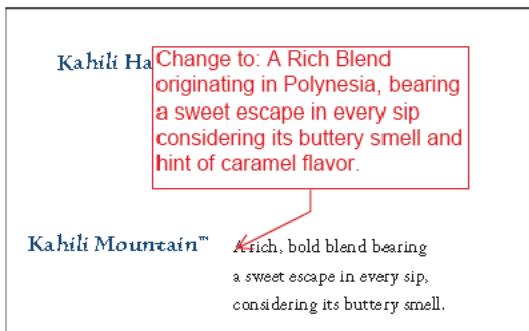 Kahili Ha
Change to: A Rich Blend
originating in Polynesia, bearing
a sweet escape in every sip
considering its buttery smell and
hint of caramel flavor.
Kahili Mountain™
A rich, bold blend bearing
a sweet escape in every sip,
considering its buttery smell.